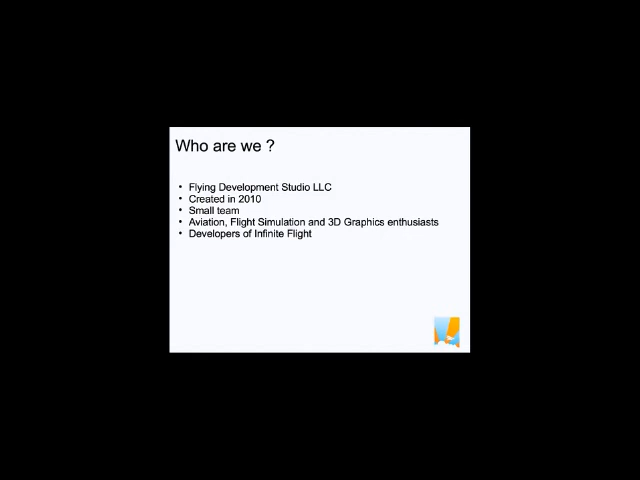 Who are we ?
• Flying Development Studio LLC
• Created in 2010
• Small team
• Aviation, Flight Simulation and 3D Graphics enthusiasts
• Developers of Infinite Flight